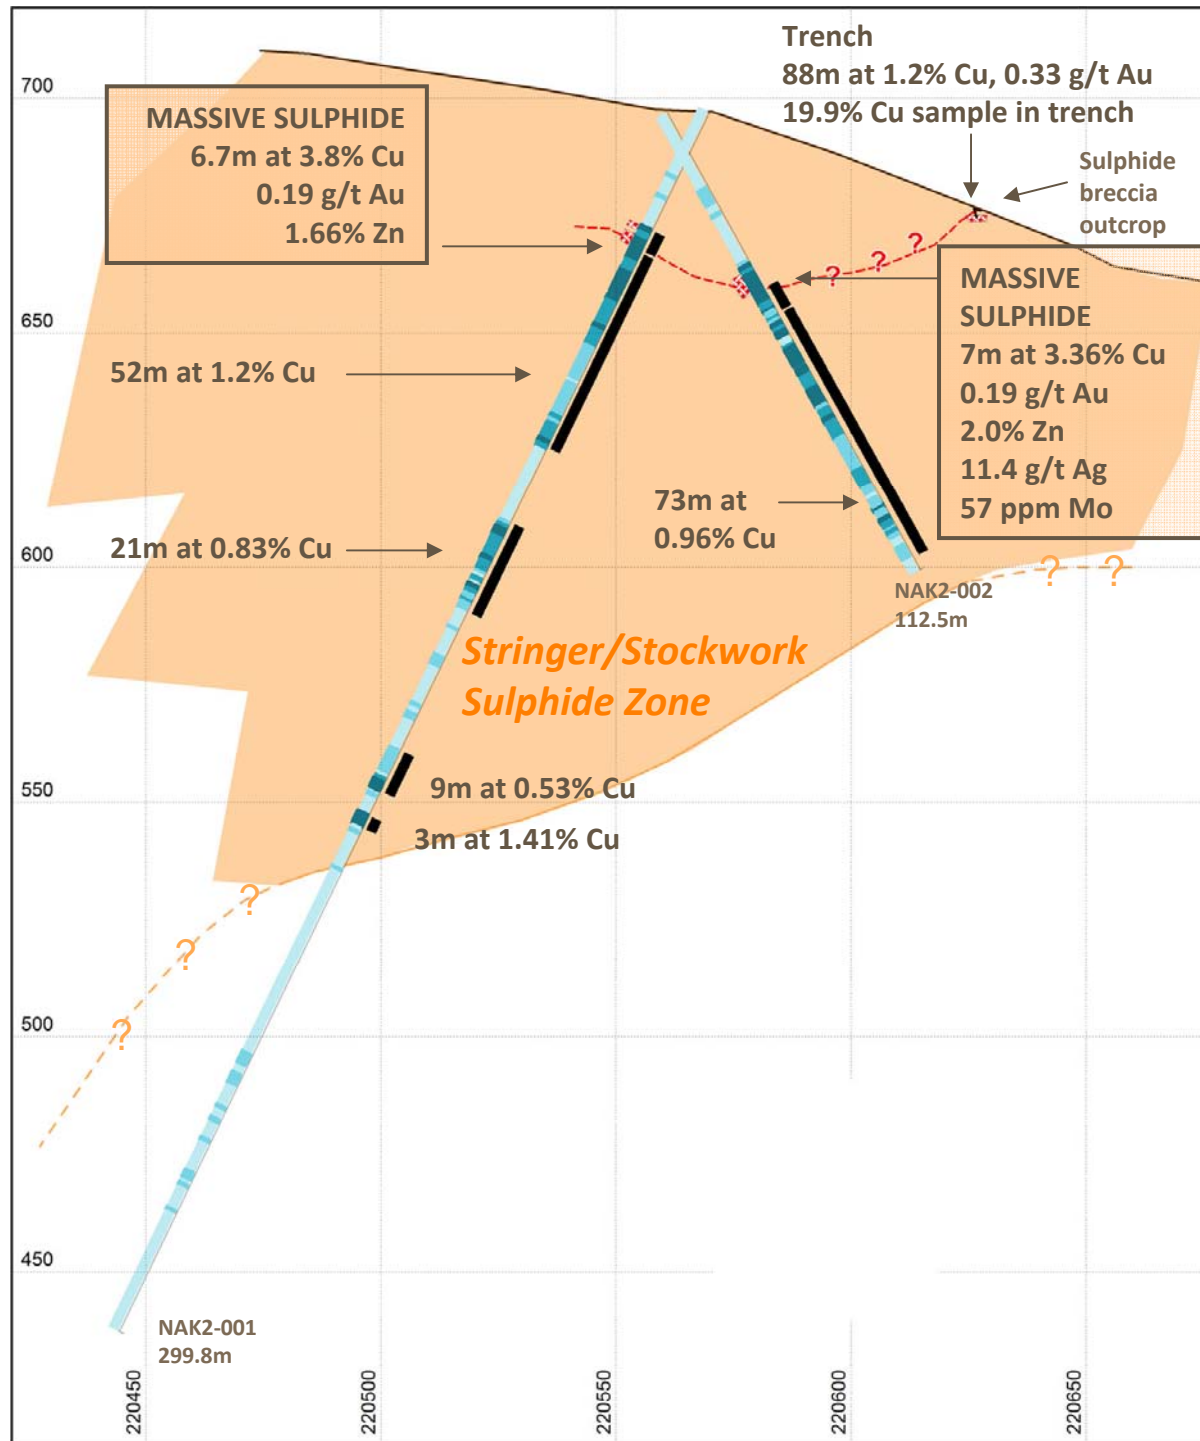 Trench
88m at 1.2% Cu, 0.33 g/t Au
19.9% Cu sample in trench
700
MASSIVE SULPHIDE
6.7m at 3.8% Cu
0.19 g/t Au
1.66% Zn
Sulphide
breccia
outcrop
?
?
?
MASSIVE
SULPHIDE
7m at 3.36% Cu
0.19 g/t Au
2.0% Zn
11.4 g/t Ag
57 ppm Mo
650
52m at 1.2% Cu
73m at
0.96% Cu
21m at 0.83% Cu
600
?
?
NAK2-002
112.5m
Stringer/Stockwork
Sulphide Zone
550
9m at 0.53% Cu
3m at 1.41% Cu
?
?
?
500
450
NAK2-001
299.8m
220450
220500
220550
220600
220650